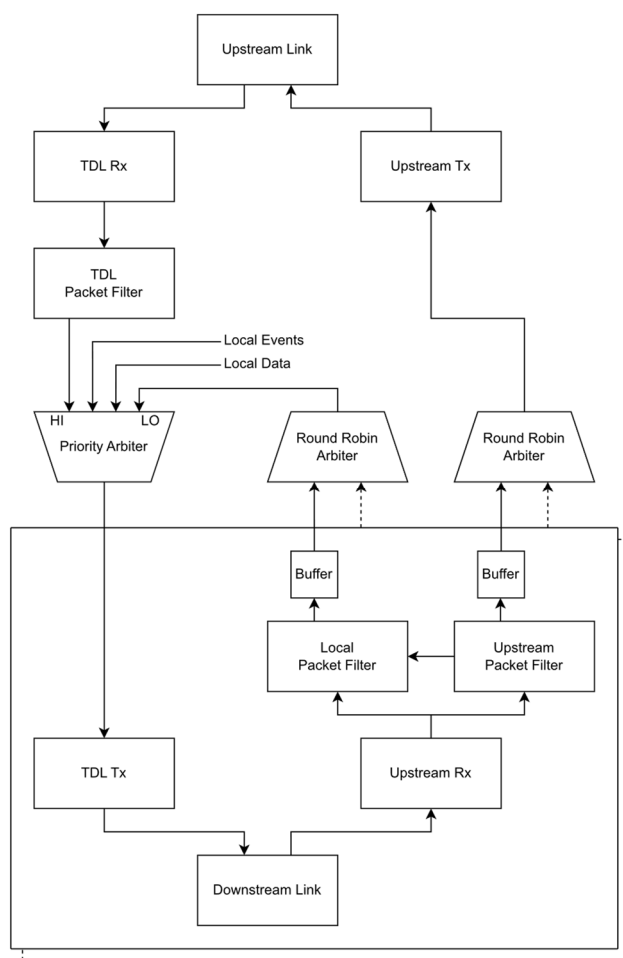 Upstream Link
TDL Rx
Upstream Tx
TDL
Packet Filter
Local Events
Local Data
HI
LO
Priority Arbiter
Round Robin
Arbiter
Round Robin
Arbiter
Buffer
Buffer
Local
Packet Filter
Upstream
Packet Filter
TDL Tx
Upstream Rx
Downstream Link